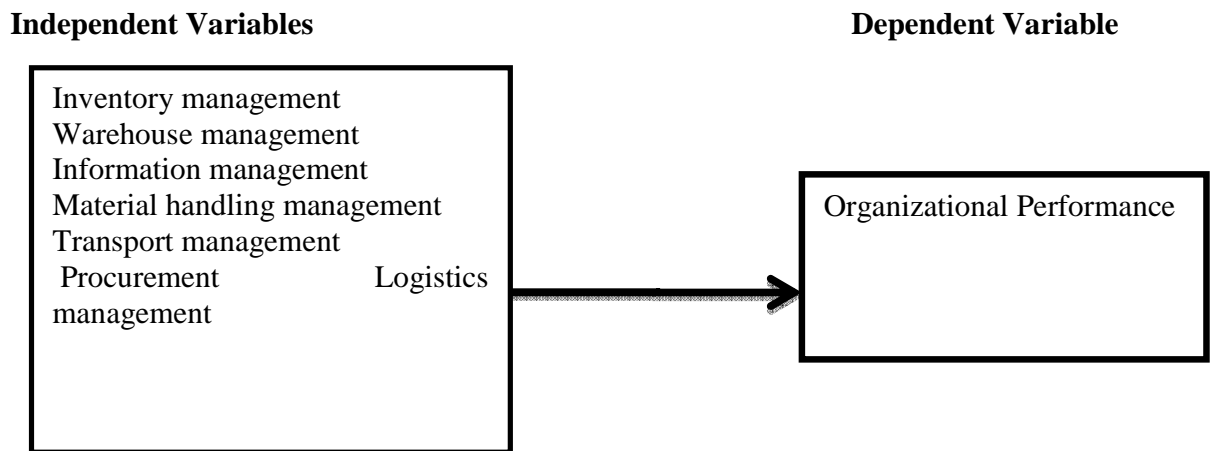 Independent Variables
Dependent Variable
Inventory management
Warehouse management
Information management
Material handling management
Transport management
Procurement Logistics
management
Organizational Performance